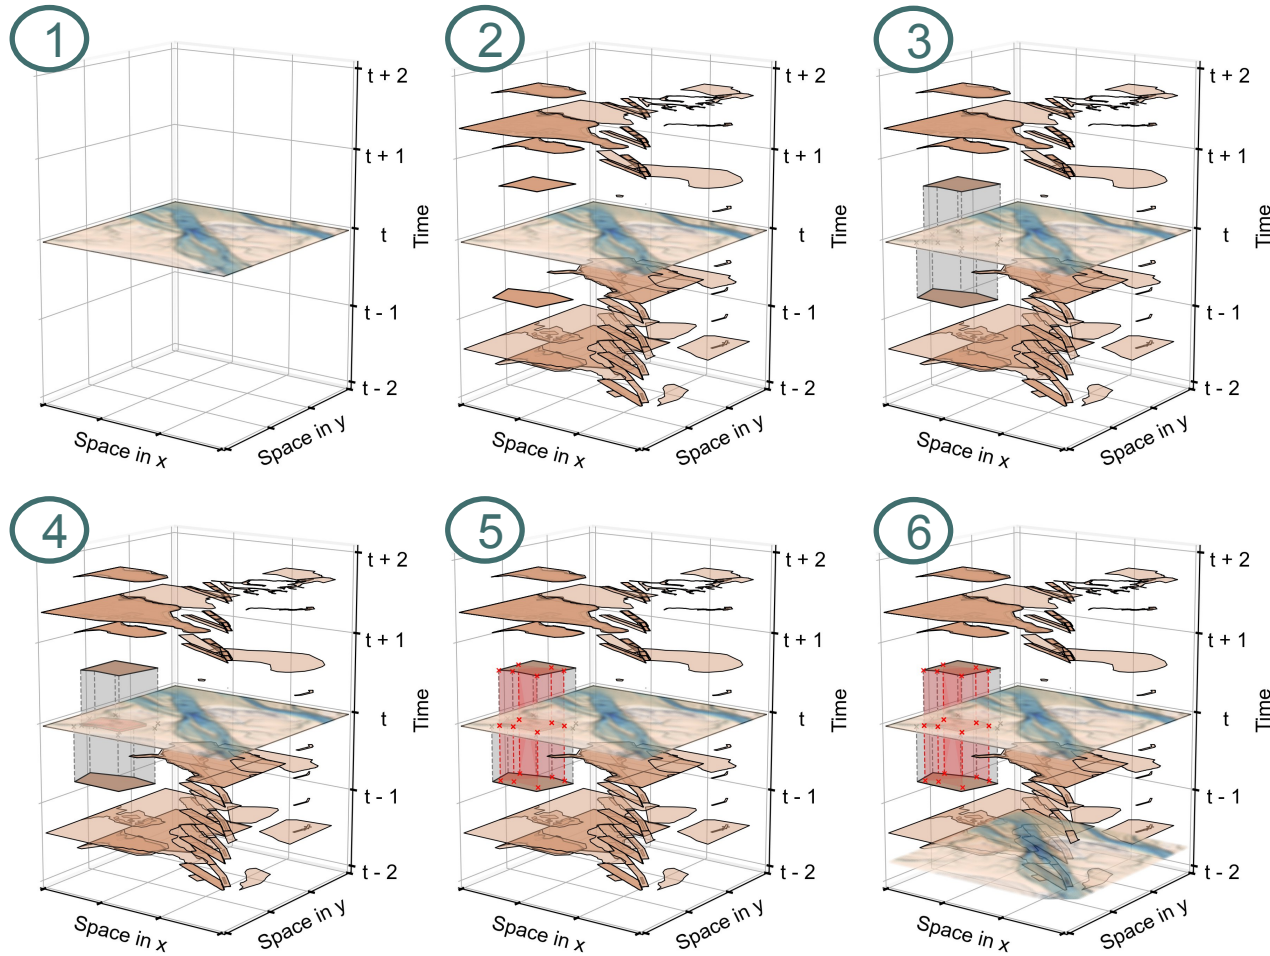 1
t + 2
t + 1
t
t - 1
t - 2
Time
Space in x
Space in y
2
t + 2
t + 1
t
t - 1
t - 2
Time
Space in x
Space in y
3
t + 2
t + 1
t
t - 1
t - 2
Time
Space in x
Space in y
4
t + 2
t + 1
t
t - 1
t - 2
Time
Space in x
Space in y
5
t + 2
t + 1
t
t - 1
t - 2
Time
Space in x
Space in y
6
t + 2
t + 1
t
t - 1
t - 2
Time
Space in x
Space in y